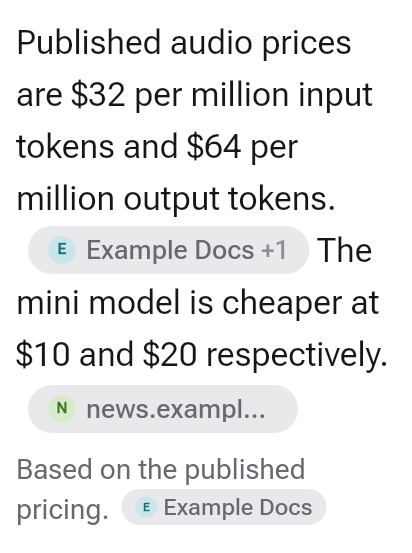 Published audio prices
are $32 per million input
tokens and $64 per
million output tokens.
E Example Docs +1 The
mini model is cheaper at
$10 and $20 respectively.
N news.exampl...
Based on the published
pricing. E Example Docs